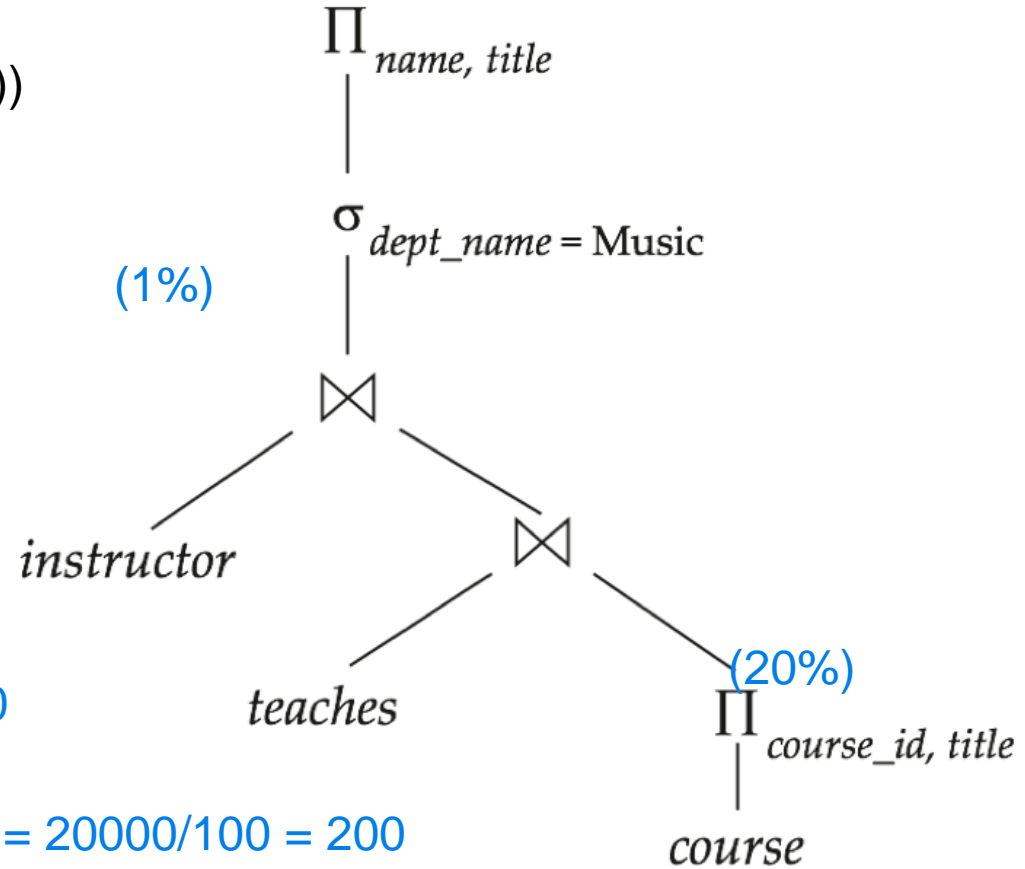 Π name, title
))
σ dept_name = Music
(1%)
⋈
instructor
⋈
(20%)
0
teaches
Π course_id, title
= 20000/100 = 200
course